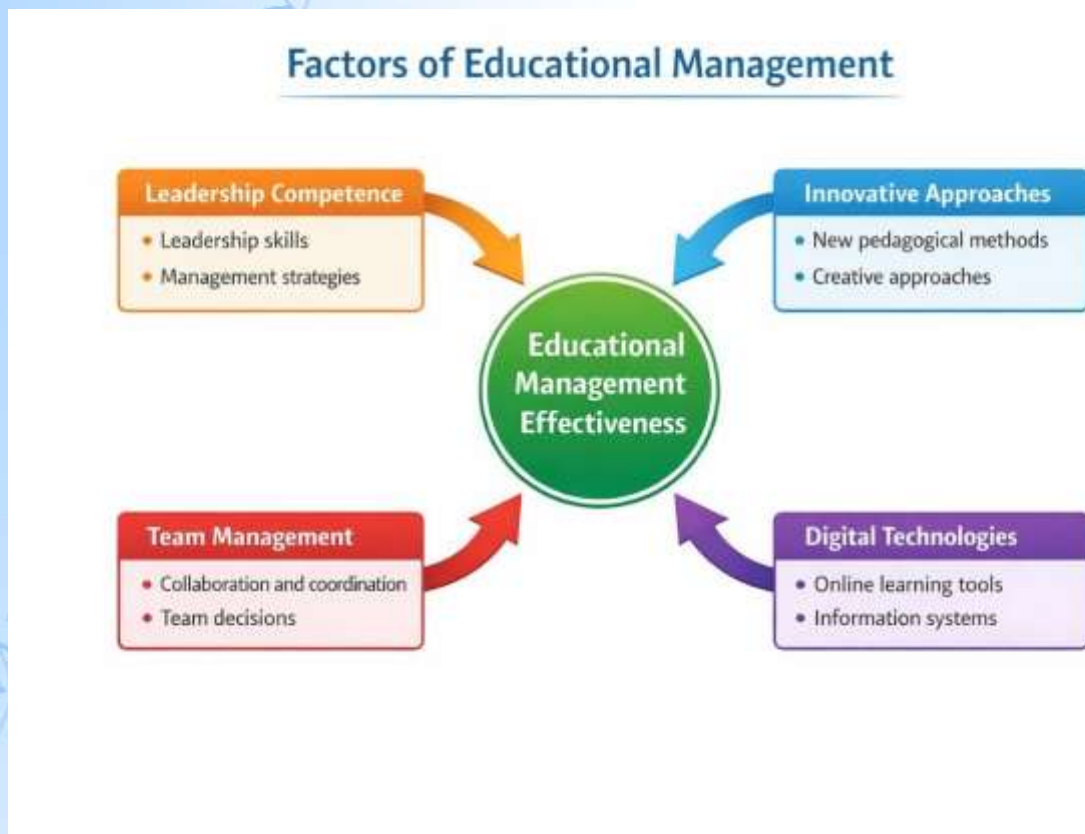 Factors of Educational Management
Leadership Competence
• Leadership skills
• Management strategies
Innovative Approaches
• New pedagogical methods
• Creative approaches
Educational
Management
Effectiveness
Team Management
• Collaboration and coordination
• Team decisions
Digital Technologies
• Online learning tools
• Information systems